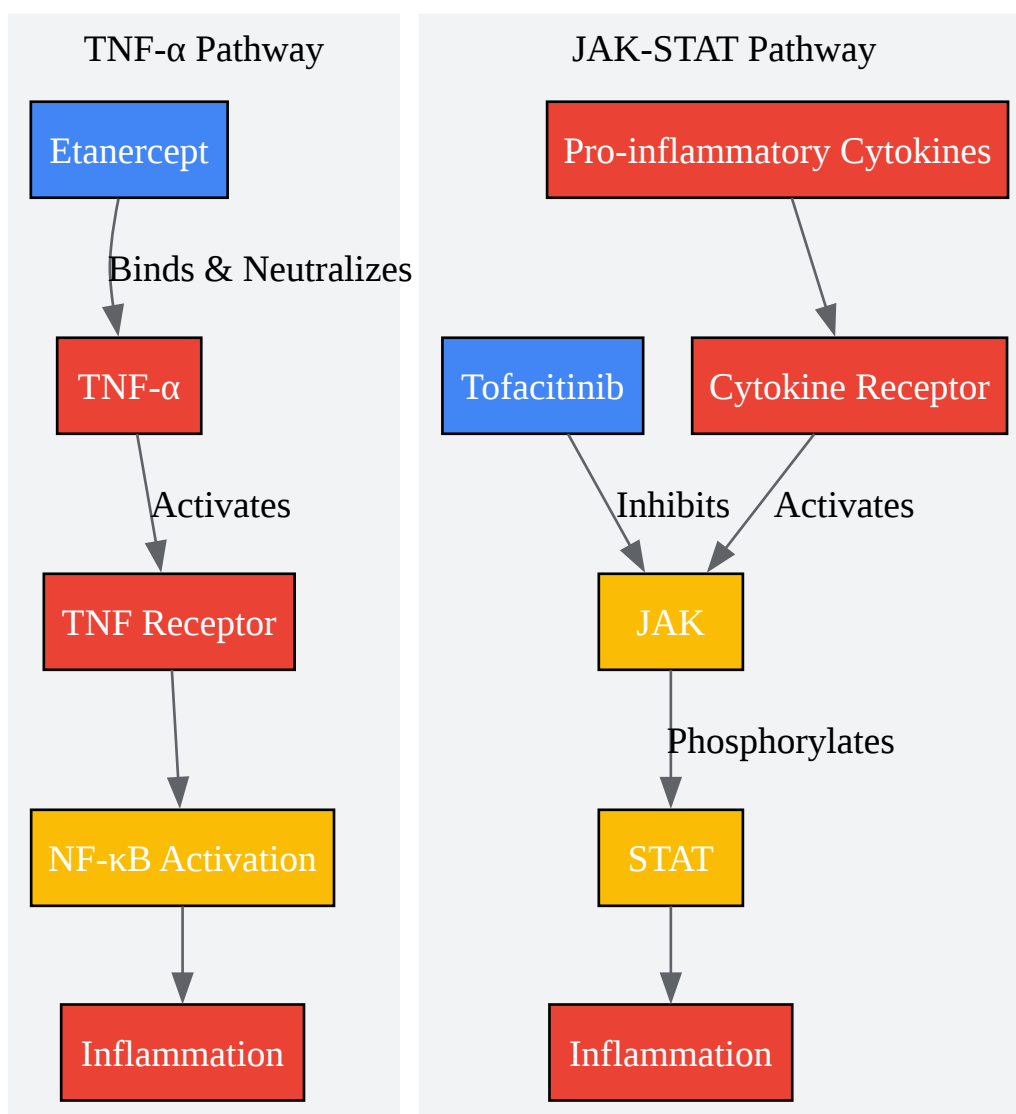 TNF-α Pathway
Etanercept
Binds & Neutralizes
TNF-α
Activates
TNF Receptor
NF-κB Activation
Inflammation
JAK-STAT Pathway
Pro-inflammatory Cytokines
Tofacitinib
Cytokine Receptor
Inhibits
Activates
JAK
Phosphorylates
STAT
Inflammation